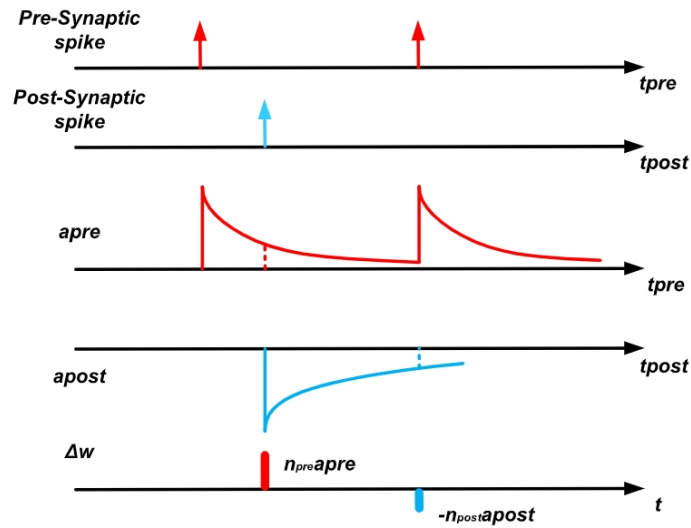 Pre-Synaptic
spike
tpre
Post-Synaptic
spike
tpost
apre
tpre
apost
tpost
Δw
npreapre
t
-npostapost